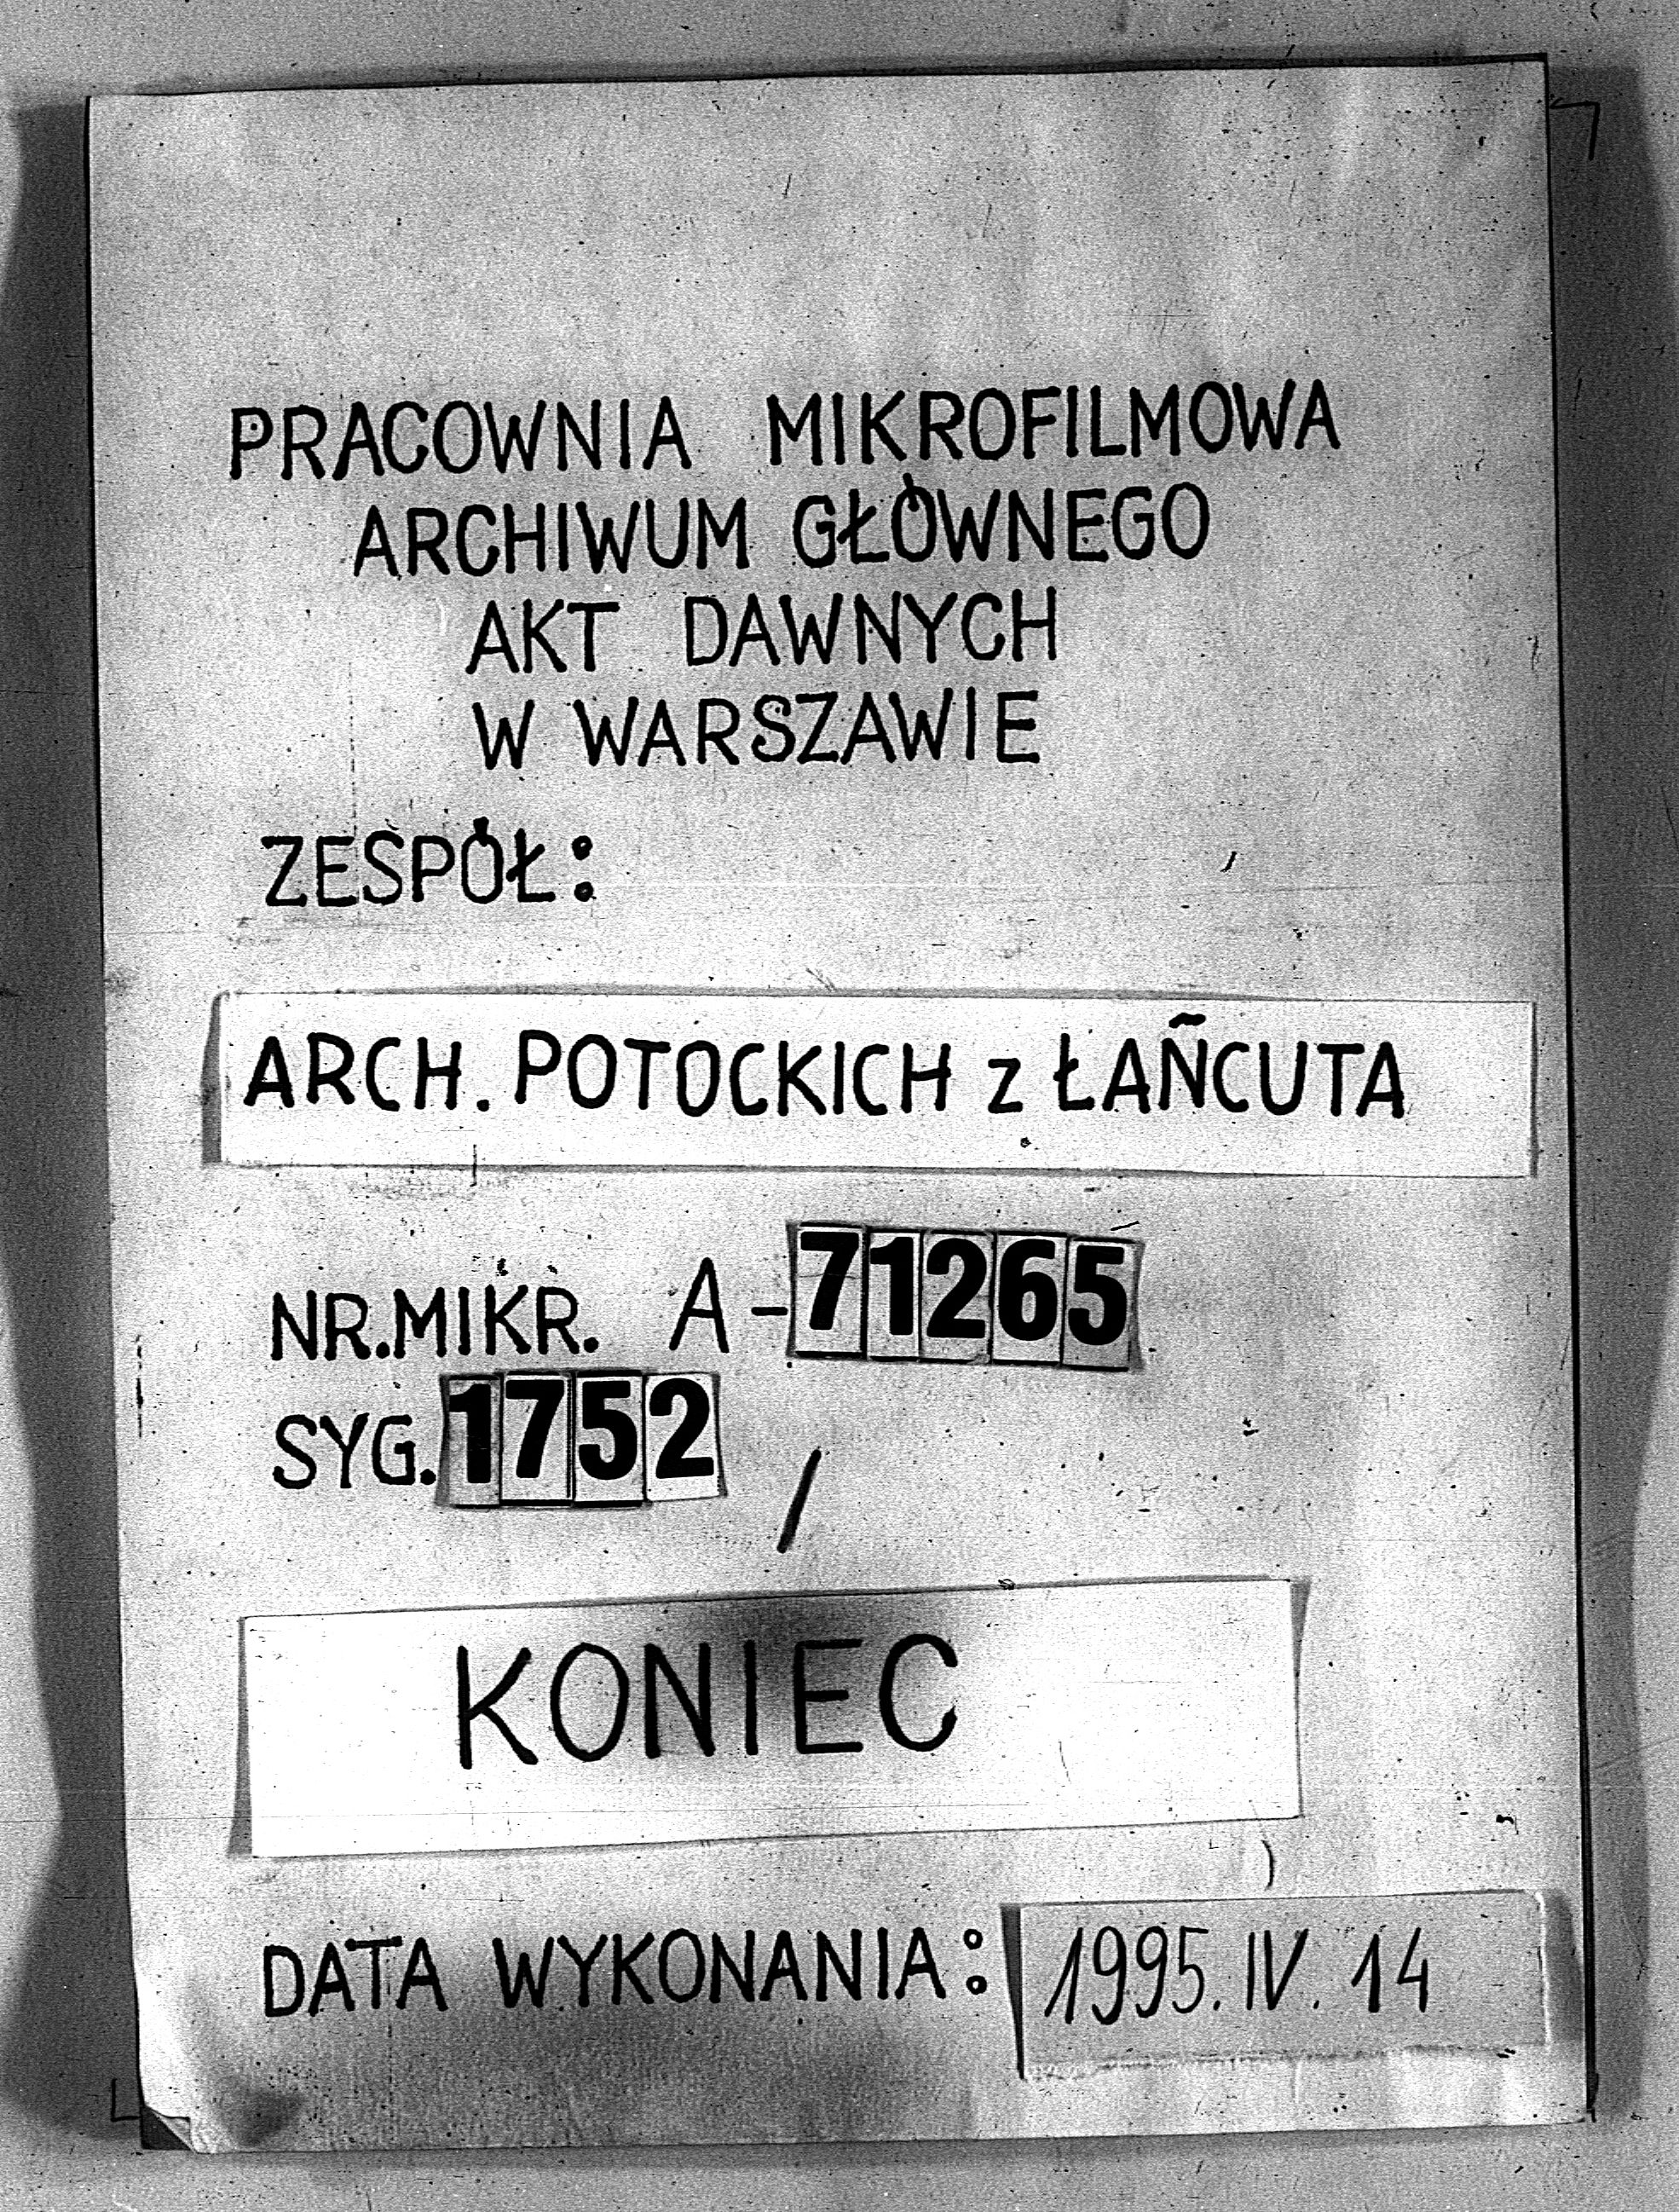 PRACOWNIA MIKROFILMOWA
ARCHIWUM GŁÓWNEGO
AKT DAWNYCH
W WARSZAWIE
ZESPÓŁ:
ARCH. POTOCKICH z ŁAŃCUTA
NR.MIKR. A-71265
SYG. 1752 /
KONIEC
DATA WYKONANIA: 1995.IV.14